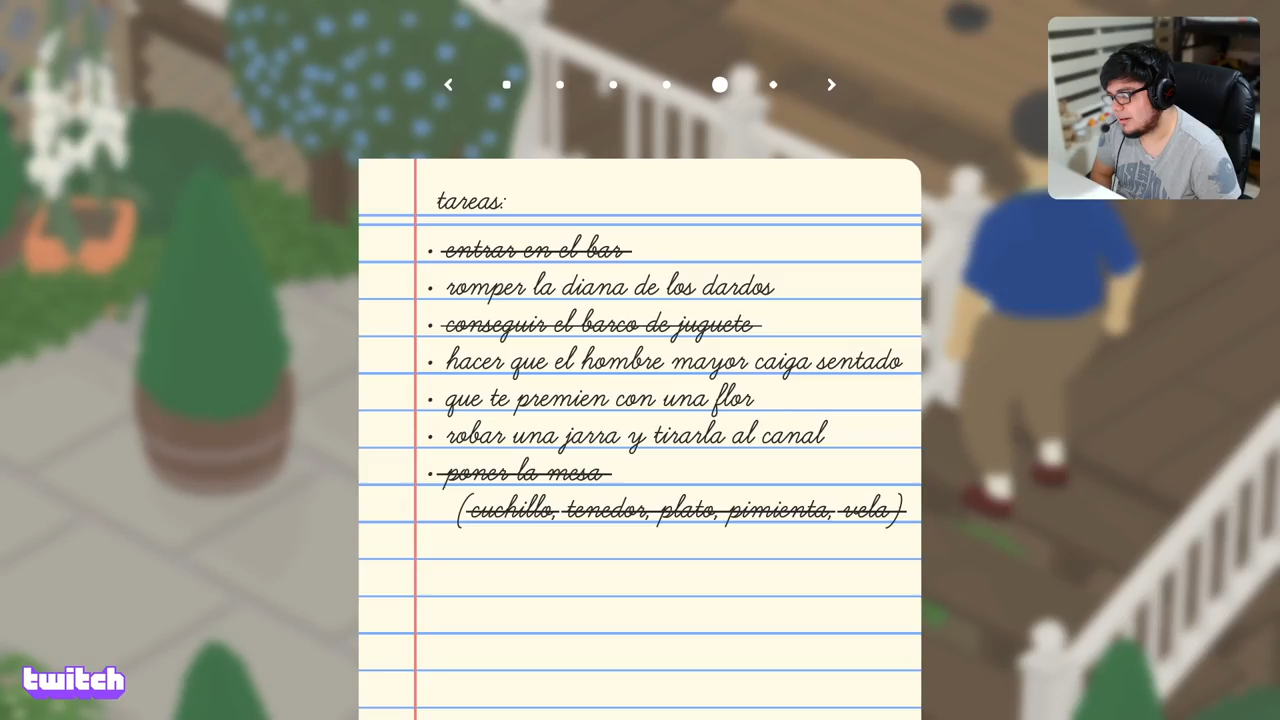 tareas:
• entrar en el bar
• romper la diana de los dardos
• conseguir el barco de juguete
• hacer que el hombre mayor caiga sentado
• que te premien con una flor
• robar una jarra y tirarla al canal
• poner la mesa
(cuchillo, tenedor, plato, pimienta, vela)
twitch